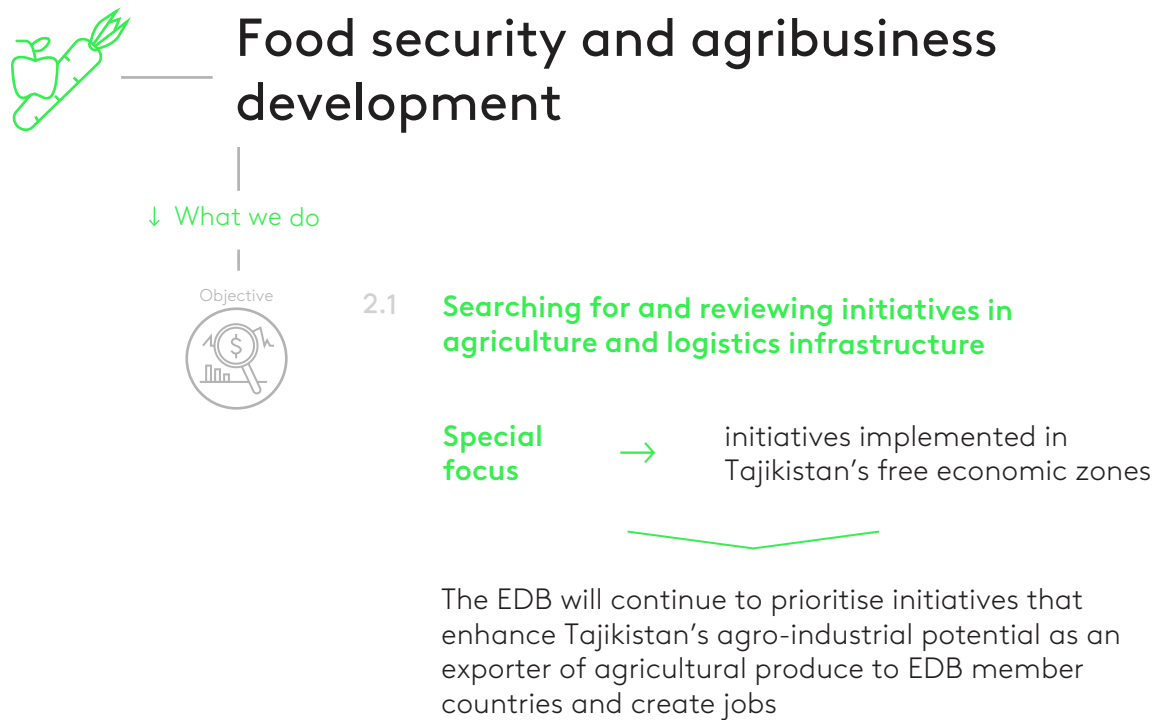 Food security and agribusiness
development
↓ What we do
Objective
$
2.1
Searching for and reviewing initiatives in
agriculture and logistics infrastructure
Special
focus
→
initiatives implemented in
Tajikistan’s free economic zones
The EDB will continue to prioritise initiatives that
enhance Tajikistan’s agro-industrial potential as an
exporter of agricultural produce to EDB member
countries and create jobs